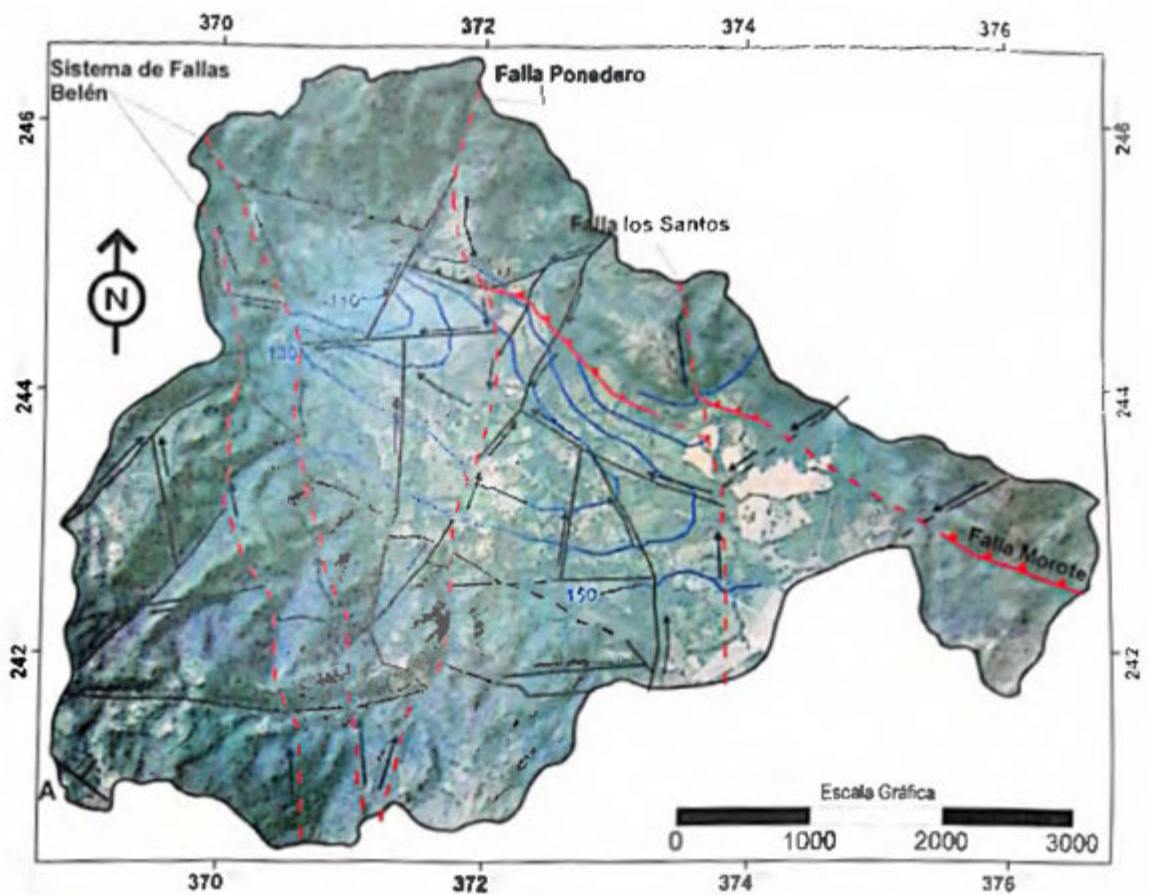 370 372 374 376
Sistema de Fallas
Belén
Falla Ponedero
246
246
Falla los Santos
N
110
130
244
244
Falla Morote
150
242
242
A
Escala Gráfica
0 1000 2000 3000
370 372 374 376